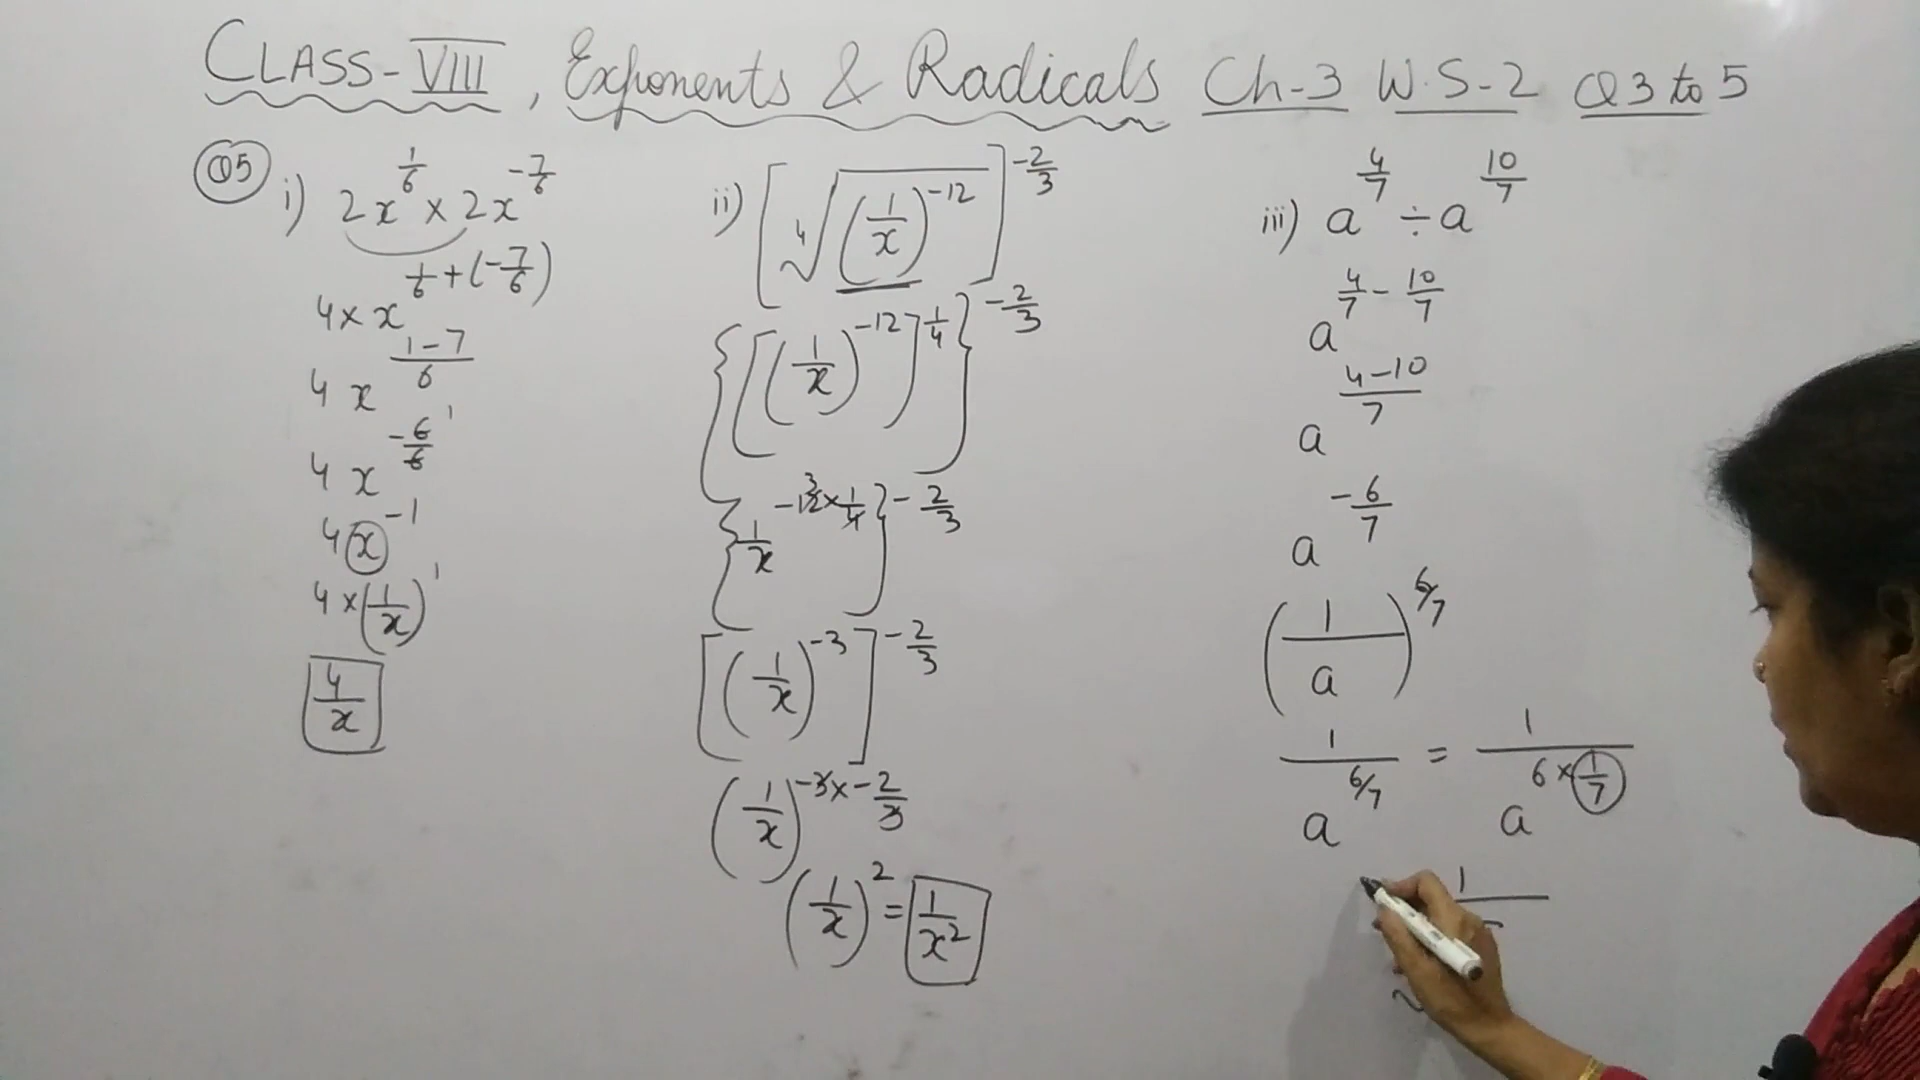 CLASS-VIII, Exponents & Radicals Ch-3 W.S-2 Q3 to 5
Q5 i) 2x^{1/6} × 2x^{-7/6}
4 × x^{1/6 + (-7/6)}
4 x^{(1-7)/6}
4 x^{-6/6} 1
4 x^{-1}
4 × (1/x)^1
4/x
ii) [∜((1/x)^{-12})]^{-2/3}
{[(1/x)^{-12}]^{1/4}}^{-2/3}
{1/x^{-12 3 × 1/4}}^{-2/3}
[(1/x)^{-3}]^{-2/3}
(1/x)^{-3 × -2/3}
(1/x)^2 = 1/x^2
iii) a^{4/7} ÷ a^{10/7}
a^{4/7 - 10/7}
a^{(4-10)/7}
a^{-6/7}
(1/a)^{6/7}
1/a^{6/7} = 1/a^{6 × 1/7}
1